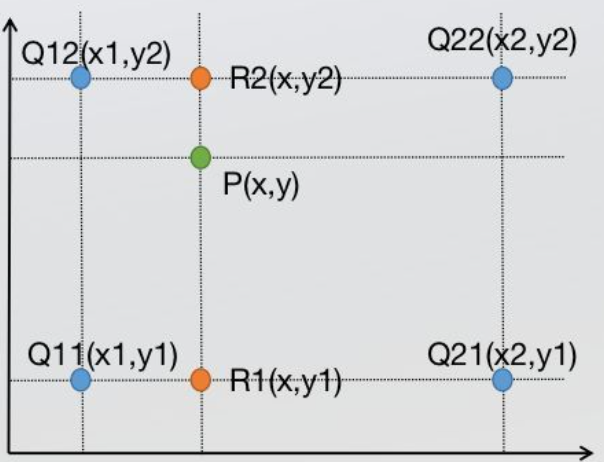 Q12(x1,y2)
Q22(x2,y2)
R2(x,y2)
P(x,y)
Q11(x1,y1)
Q21(x2,y1)
R1(x,y1)